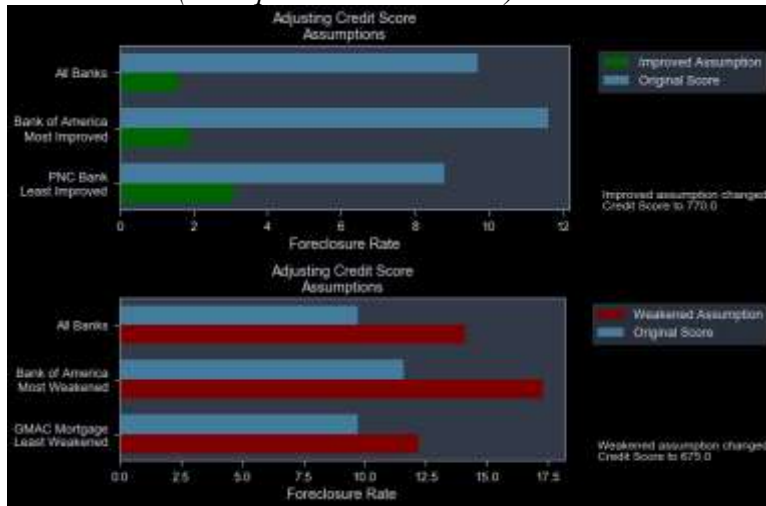 Adjusting Credit Score
Assumptions
All Banks
Bank of America
Most Improved
PNC Bank
Least Improved
0 2 4 6 8 10 12
Foreclosure Rate
Improved Assumption
Original Score
Improved assumption changed
Credit Score to 770.0
Adjusting Credit Score
Assumptions
All Banks
Bank of America
Most Weakened
GMAC Mortgage
Least Weakened
0.0 2.5 5.0 7.5 10.0 12.5 15.0 17.5
Foreclosure Rate
Weakened Assumption
Original Score
Weakened assumption changed
Credit Score to 675.0